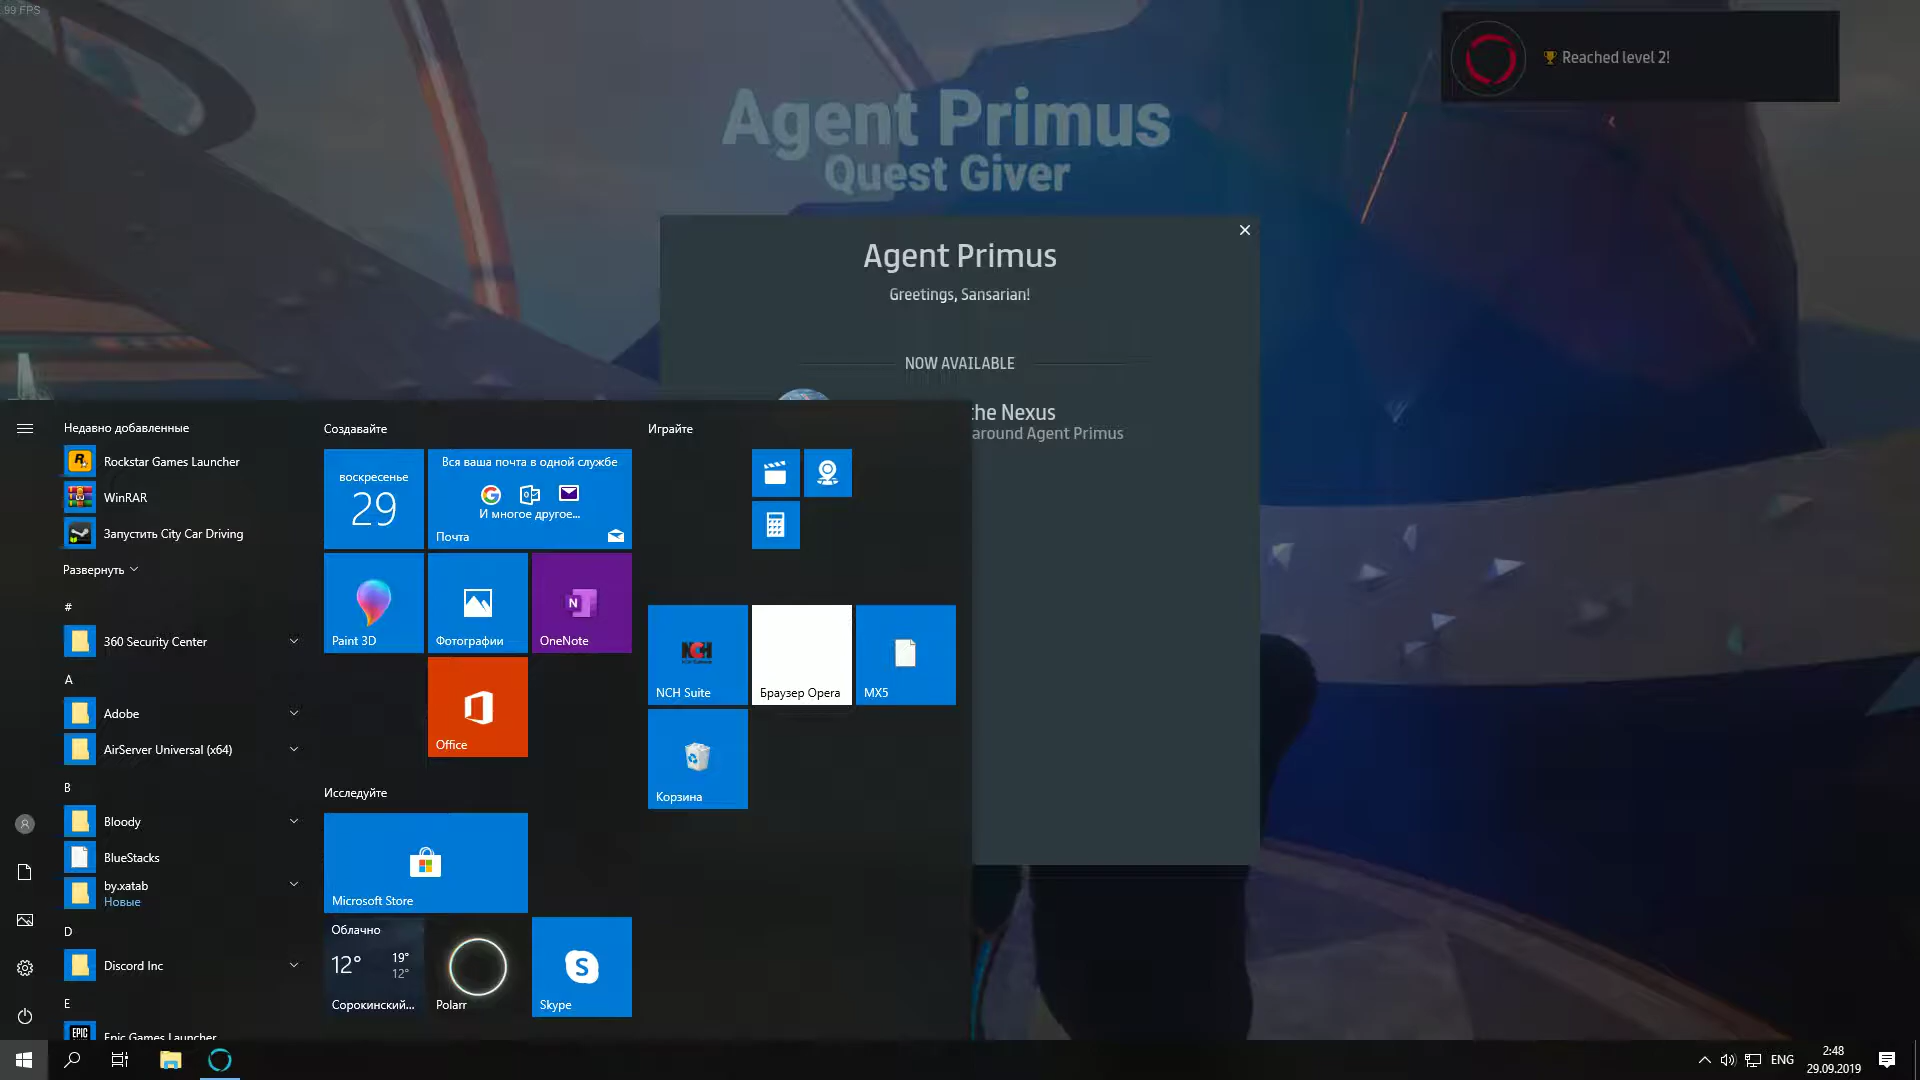 99 FPS
Reached level 2!
Agent Primus
Quest Giver
Agent Primus
Greetings, Sansarian!
NOW AVAILABLE
the Nexus
around Agent Primus
Недавно добавленные
Rockstar Games Launcher
WinRAR
Запустить City Car Driving
Развернуть
#
360 Security Center
A
Adobe
AirServer Universal (x64)
B
Bloody
BlueStacks
by.xatab
Новые
D
Discord Inc
E
Epic Games Launcher
Создавайте
воскресенье
29
Вся ваша почта в одной службе
И многое другое...
Почта
Paint 3D
Фотографии
OneNote
Office
Исследуйте
Microsoft Store
Облачно
12°
19°
12°
Сорокинский...
Polarr
Skype
Играйте
NCH Suite
Браузер Opera
MX5
Корзина
ENG
2:48
29.09.2019